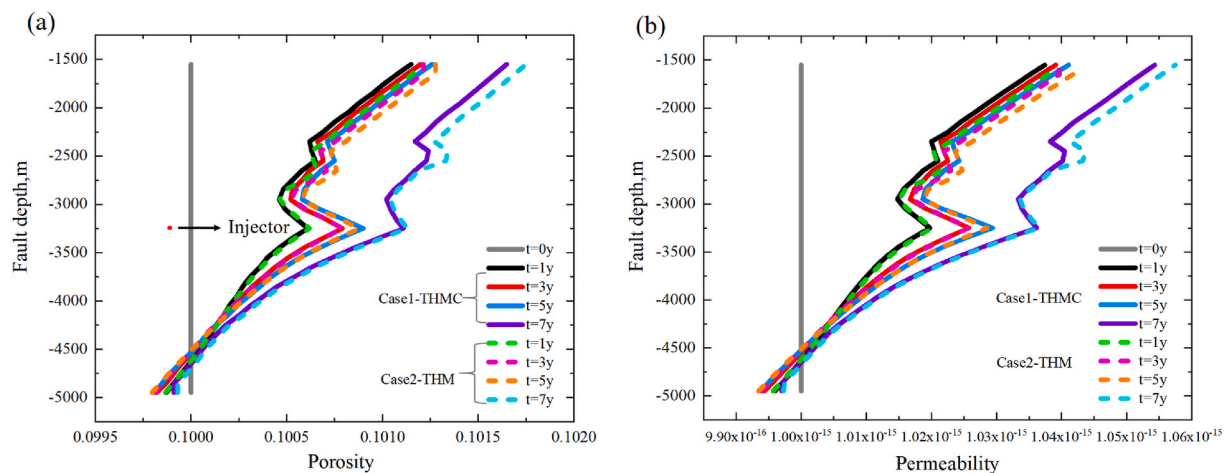 (a)
Fault depth,m
-1500
-2000
-2500
-3000
-3500
-4000
-4500
-5000
Injector
t=0y
t=1y
t=3y
t=5y
t=7y
t=1y
t=3y
t=5y
t=7y
Case1-THMC
Case2-THM
0.0995 0.1000 0.1005 0.1010 0.1015 0.1020
Porosity
(b)
Fault depth,m
-1500
-2000
-2500
-3000
-3500
-4000
-4500
-5000
t=0y
t=1y
t=3y
t=5y
t=7y
t=1y
t=3y
t=5y
t=7y
Case1-THMC
Case2-THM
9.90x10-16 1.00x10-15 1.01x10-15 1.02x10-15 1.03x10-15 1.04x10-15 1.05x10-15 1.06x10-15
Permeability